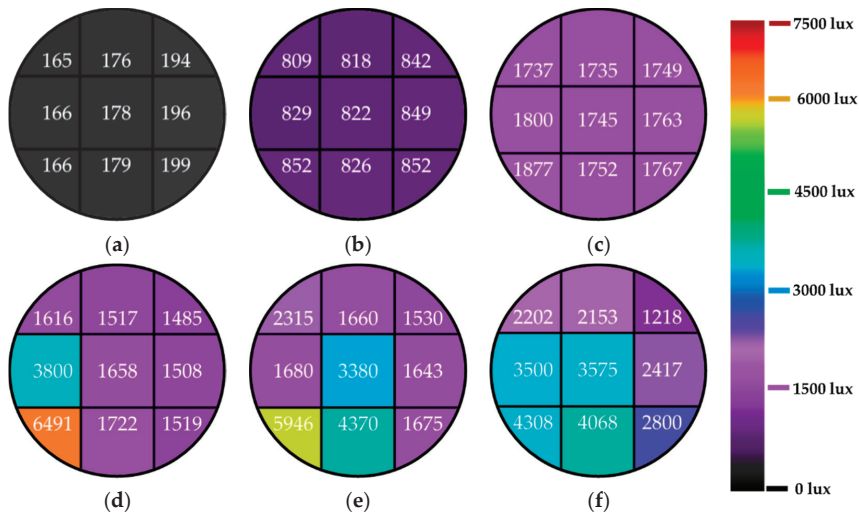 165 176 194
166 178 196
166 179 199
(a)
809 818 842
829 822 849
852 826 852
(b)
1737 1735 1749
1800 1745 1763
1877 1752 1767
(c)
1616 1517 1485
3800 1658 1508
6491 1722 1519
(d)
2315 1660 1530
1680 3380 1643
5946 4370 1675
(e)
2202 2153 1218
3500 3575 2417
4308 4068 2800
(f)
7500 lux
6000 lux
4500 lux
3000 lux
1500 lux
0 lux